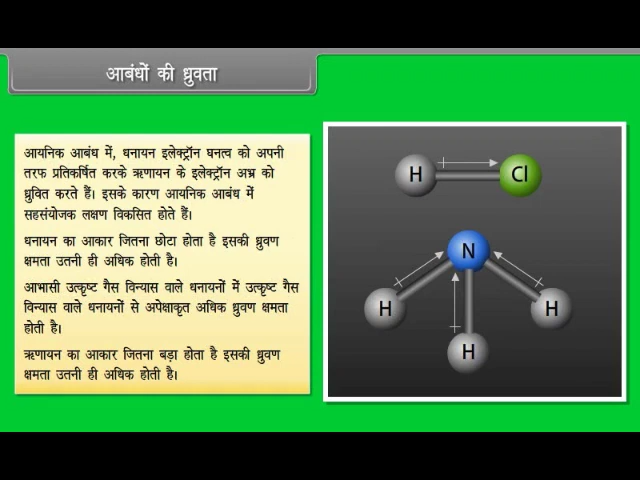 आबंधों की ध्रुवता
आयनिक आबंध में, धनायन इलेक्ट्रॉन घनत्व को अपनी
तरफ प्रतिकर्षित करके ऋणायन के इलेक्ट्रॉन अभ्र को
ध्रुवित करते हैं। इसके कारण आयनिक आबंध में
सहसंयोजक लक्षण विकसित होते हैं।
धनायन का आकार जितना छोटा होता है इसकी ध्रुवण
क्षमता उतनी ही अधिक होती है।
आभासी उत्कृष्ट गैस विन्यास वाले धनायनों में उत्कृष्ट गैस
विन्यास वाले धनायनों से अपेक्षाकृत अधिक ध्रुवण क्षमता
होती है।
ऋणायन का आकार जितना बड़ा होता है इसकी ध्रुवण
क्षमता उतनी ही अधिक होती है।
H Cl
N
H H
H